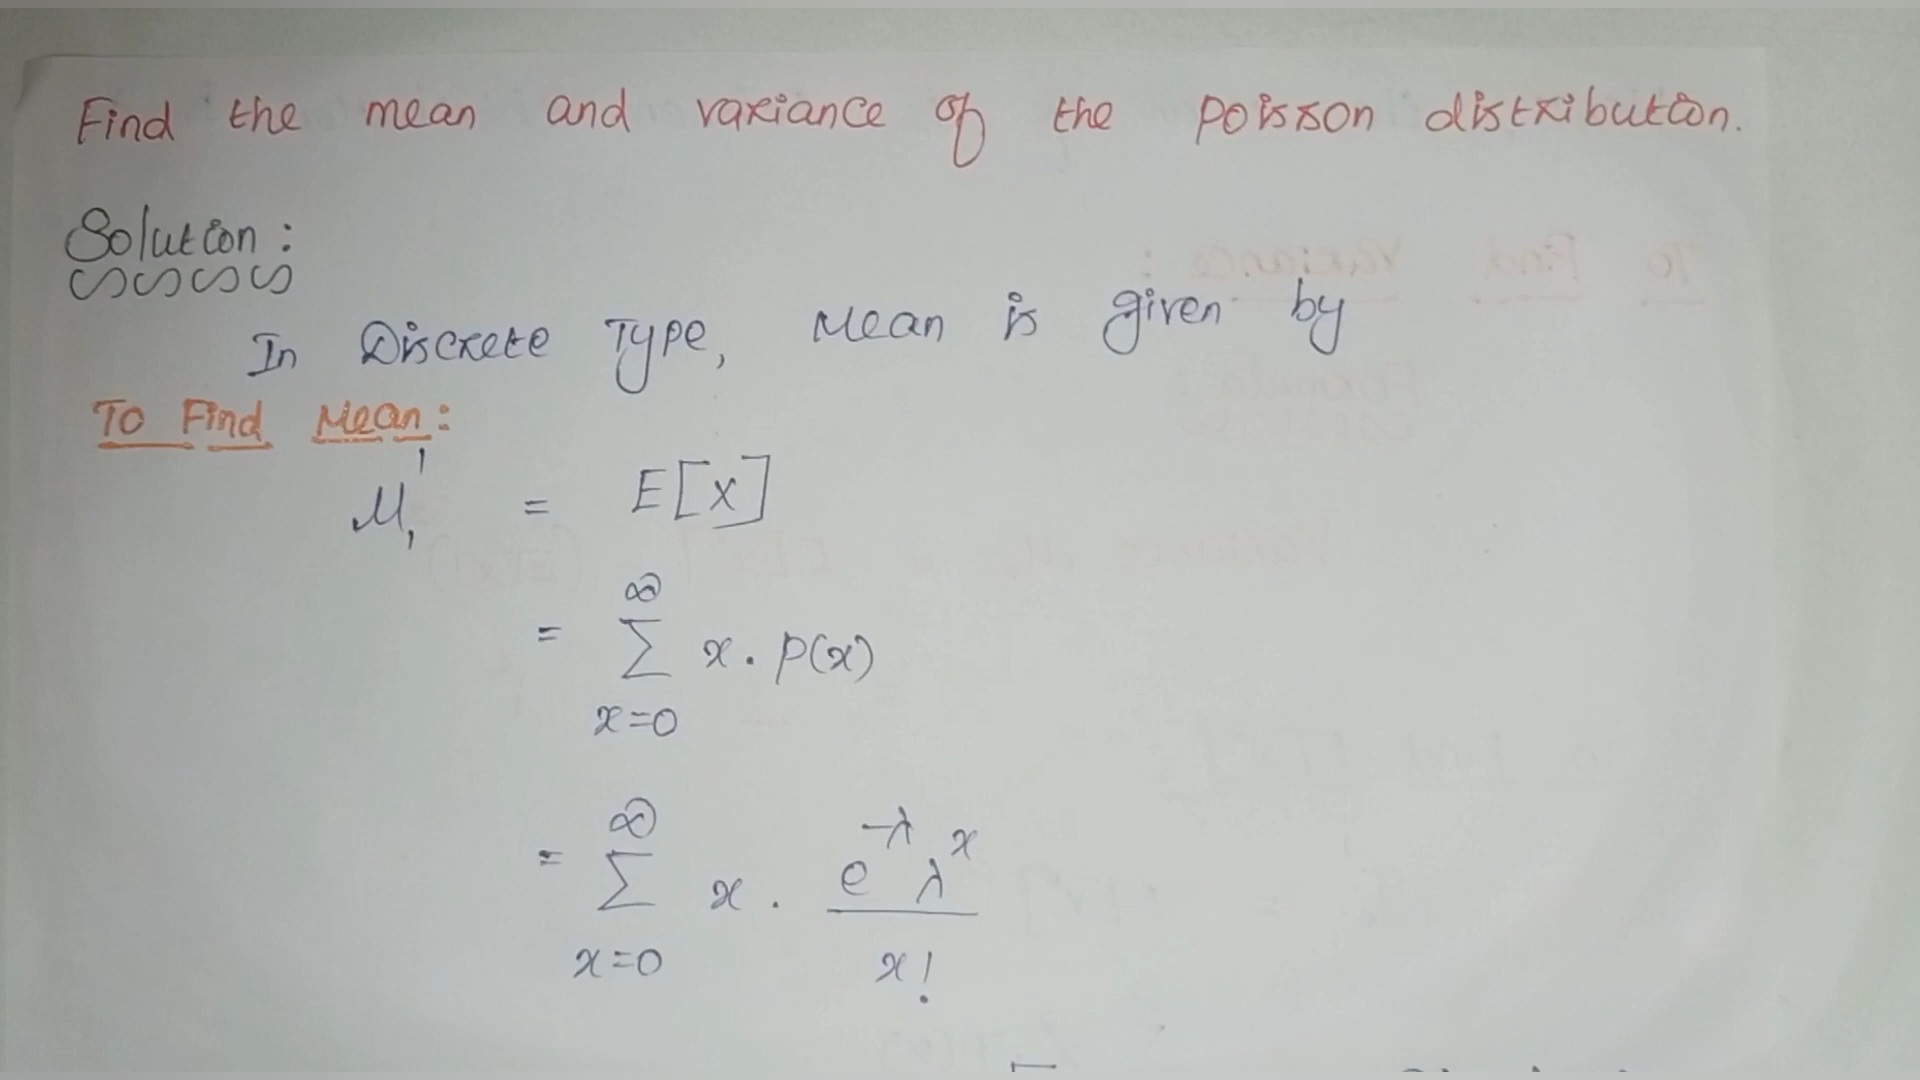 Find the mean and variance of the poisson distribution.
Solution:
In Discrete Type, Mean is given by
To Find Mean:
μ₁' = E[x]
= ∞ Σ x=0 x . p(x)
= ∞ Σ x=0 x . e^-λ λ^x / x!